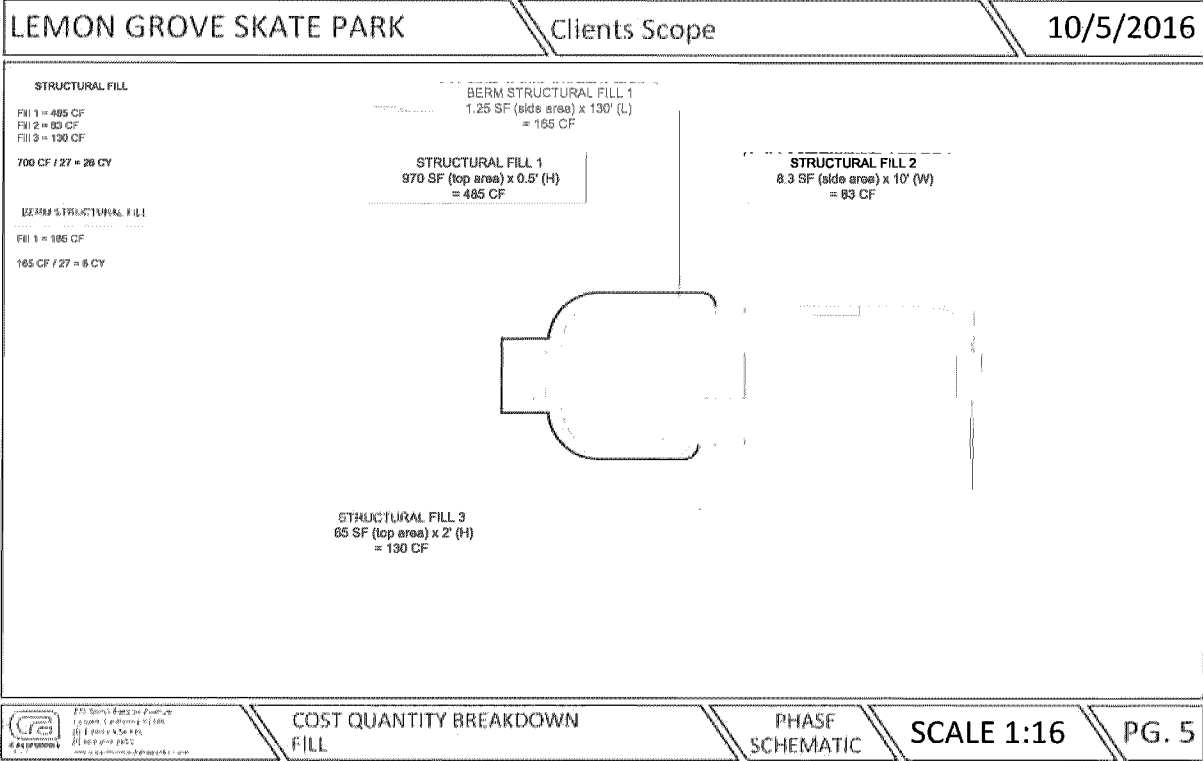 LEMON GROVE SKATE PARK
Clients Scope
10/5/2016
STRUCTURAL FILL
Fill 1 = 485 CF
Fill 2 = 83 CF
Fill 3 = 130 CF
700 CF / 27 = 26 CY
BERM STRUCTURAL FILL
Fill 1 = 165 CF
165 CF / 27 = 6 CY
BERM STRUCTURAL FILL 1
1.25 SF (side area) x 130' (L)
= 165 CF
STRUCTURAL FILL 1
970 SF (top area) x 0.5' (H)
= 485 CF
STRUCTURAL FILL 2
8.3 SF (side area) x 10' (W)
= 83 CF
STRUCTURAL FILL 3
65 SF (top area) x 2' (H)
= 130 CF
CALIFORNIA
COST QUANTITY BREAKDOWN
FILL
PHASE
SCHEMATIC
SCALE 1:16
PG. 5